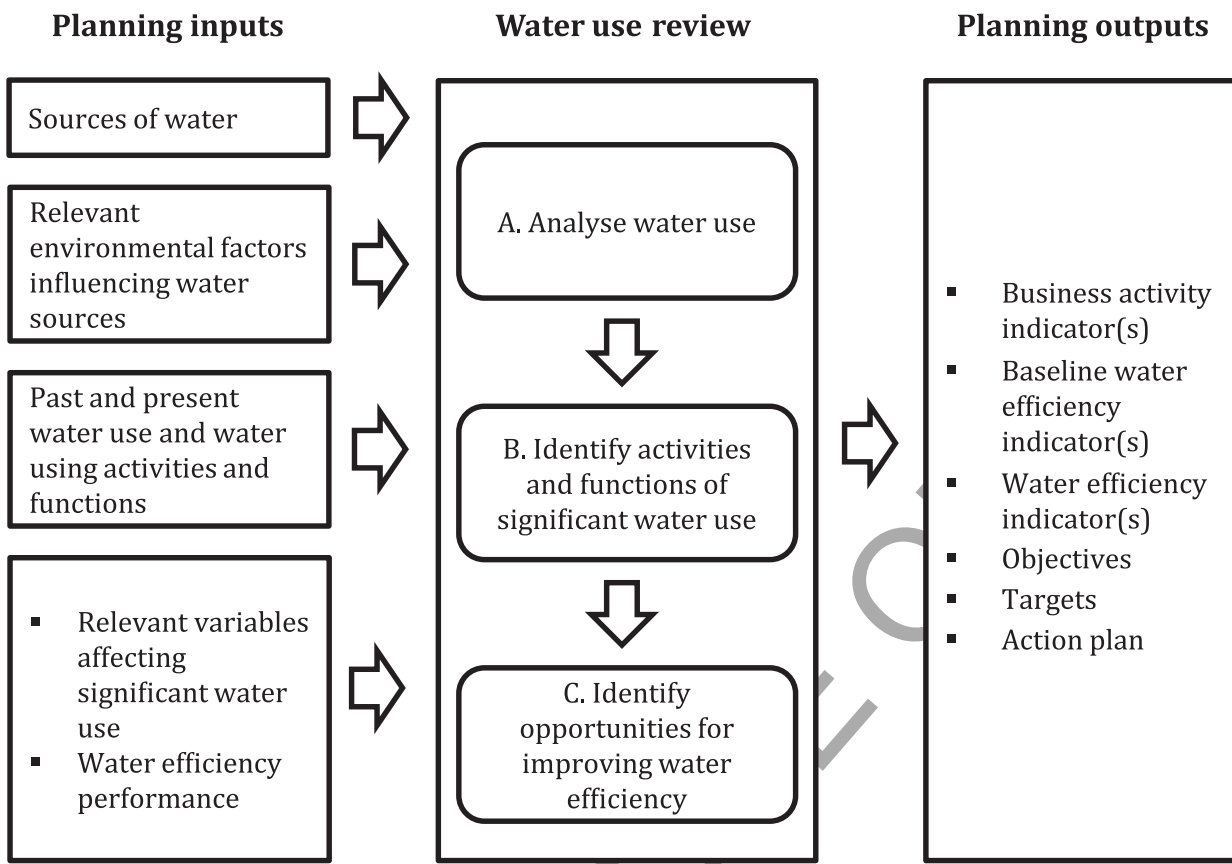 Planning inputs
Water use review
Planning outputs
Sources of water
Relevant
environmental factors
influencing water
sources
Past and present
water use and water
using activities and
functions
▪ Relevant variables
affecting
significant water
use
▪ Water efficiency
performance
A. Analyse water use
B. Identify activities
and functions of
significant water use
C. Identify
opportunities for
improving water
efficiency
▪ Business activity
indicator(s)
▪ Baseline water
efficiency
indicator(s)
▪ Water efficiency
indicator(s)
▪ Objectives
▪ Targets
▪ Action plan